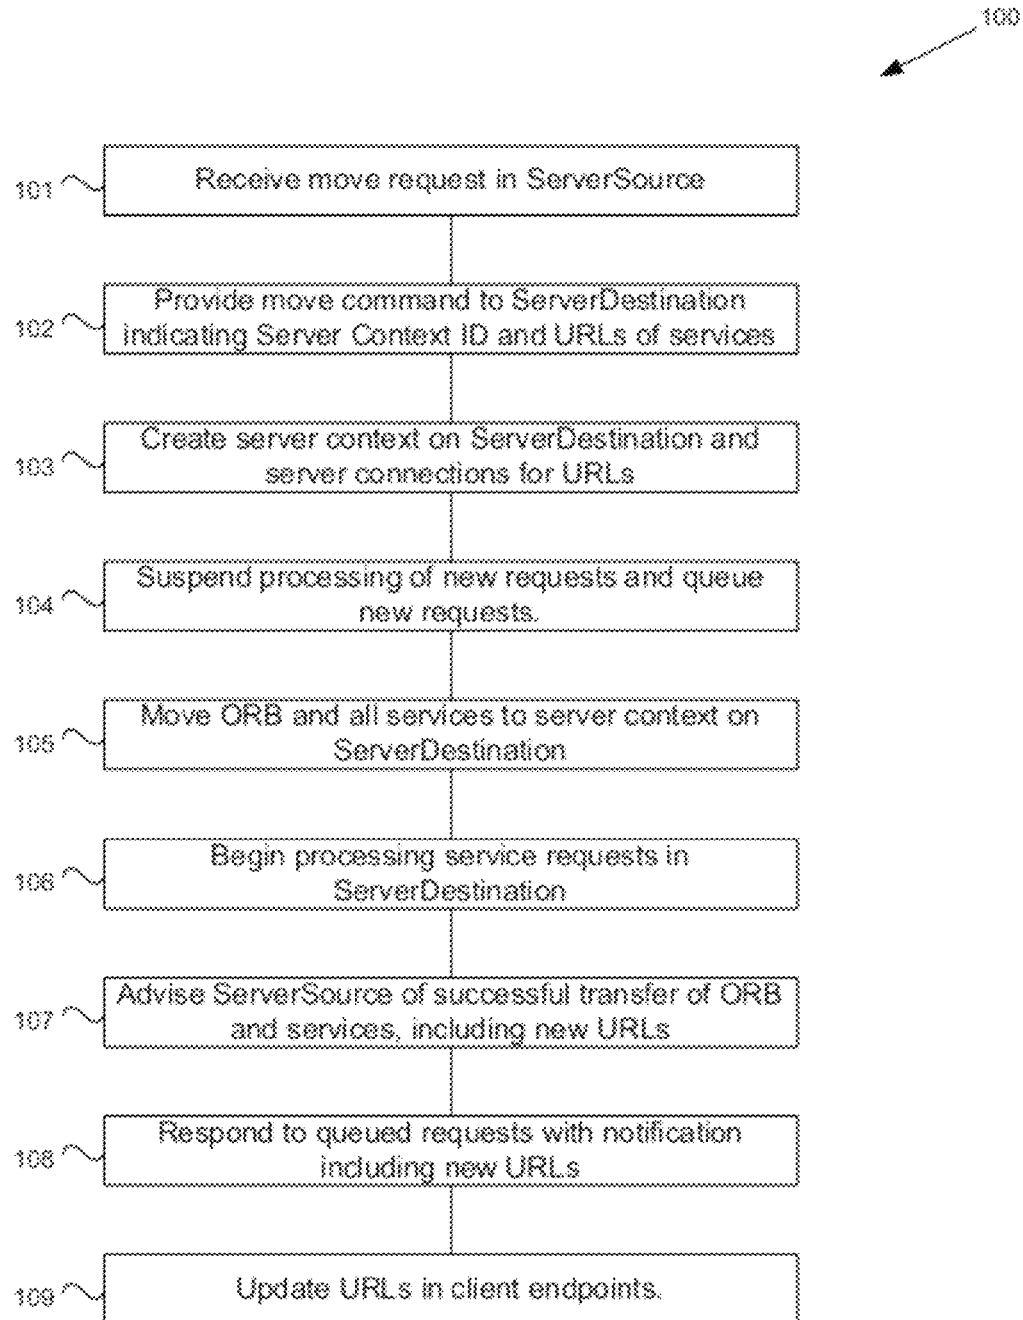 100
101
Receive move request in ServerSource
102
Provide move command to ServerDestination
indicating Server Context ID and URLs of services
103
Create server context on ServerDestination and
server connections for URLs
104
Suspend processing of new requests and queue
new requests.
105
Move ORB and all services to server context on
ServerDestination
106
Begin processing service requests in
ServerDestination
107
Advise ServerSource of successful transfer of ORB
and services, including new URLs
108
Respond to queued requests with notification
including new URLs
109
Update URLs in client endpoints.